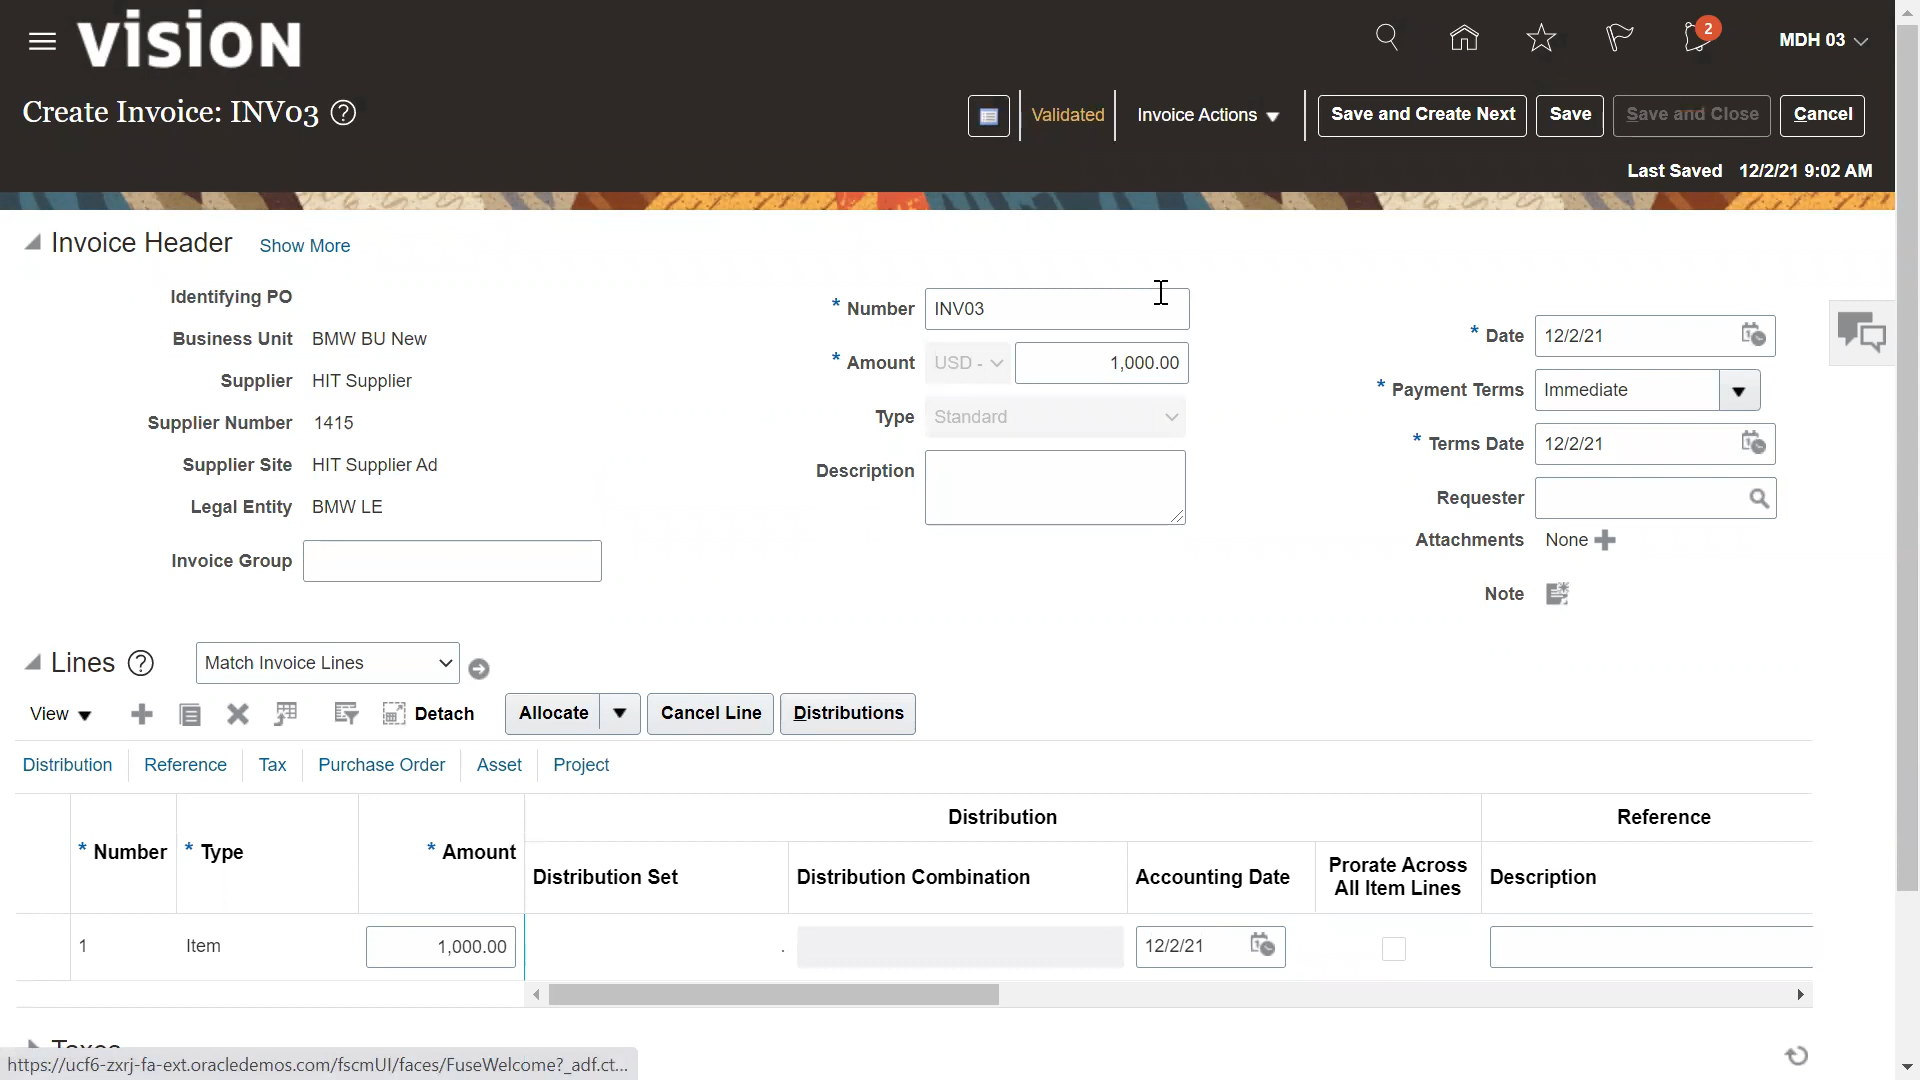 vision
2
MDH 03
Create Invoice: INV03 ?
Validated
Invoice Actions
Save and Create Next
Save
Save and Close
Cancel
Last Saved 12/2/21 9:02 AM
Invoice Header Show More
Identifying PO
Business Unit BMW BU New
Supplier HIT Supplier
Supplier Number 1415
Supplier Site HIT Supplier Ad
Legal Entity BMW LE
Invoice Group
* Number INV03
* Amount USD - 1,000.00
Type Standard
Description
* Date 12/2/21
* Payment Terms Immediate
* Terms Date 12/2/21
Requester
Attachments None
Note
Lines ? Match Invoice Lines
View Detach Allocate Cancel Line Distributions
Distribution Reference Tax Purchase Order Asset Project
Distribution Reference
* Number * Type * Amount Distribution Set Distribution Combination Accounting Date Prorate Across
All Item Lines Description
1 Item 1,000.00 . 12/2/21
Taxes
https://ucf6-zxrj-fa-ext.oracledemos.com/fscmUI/faces/FuseWelcome?_adf.ct...